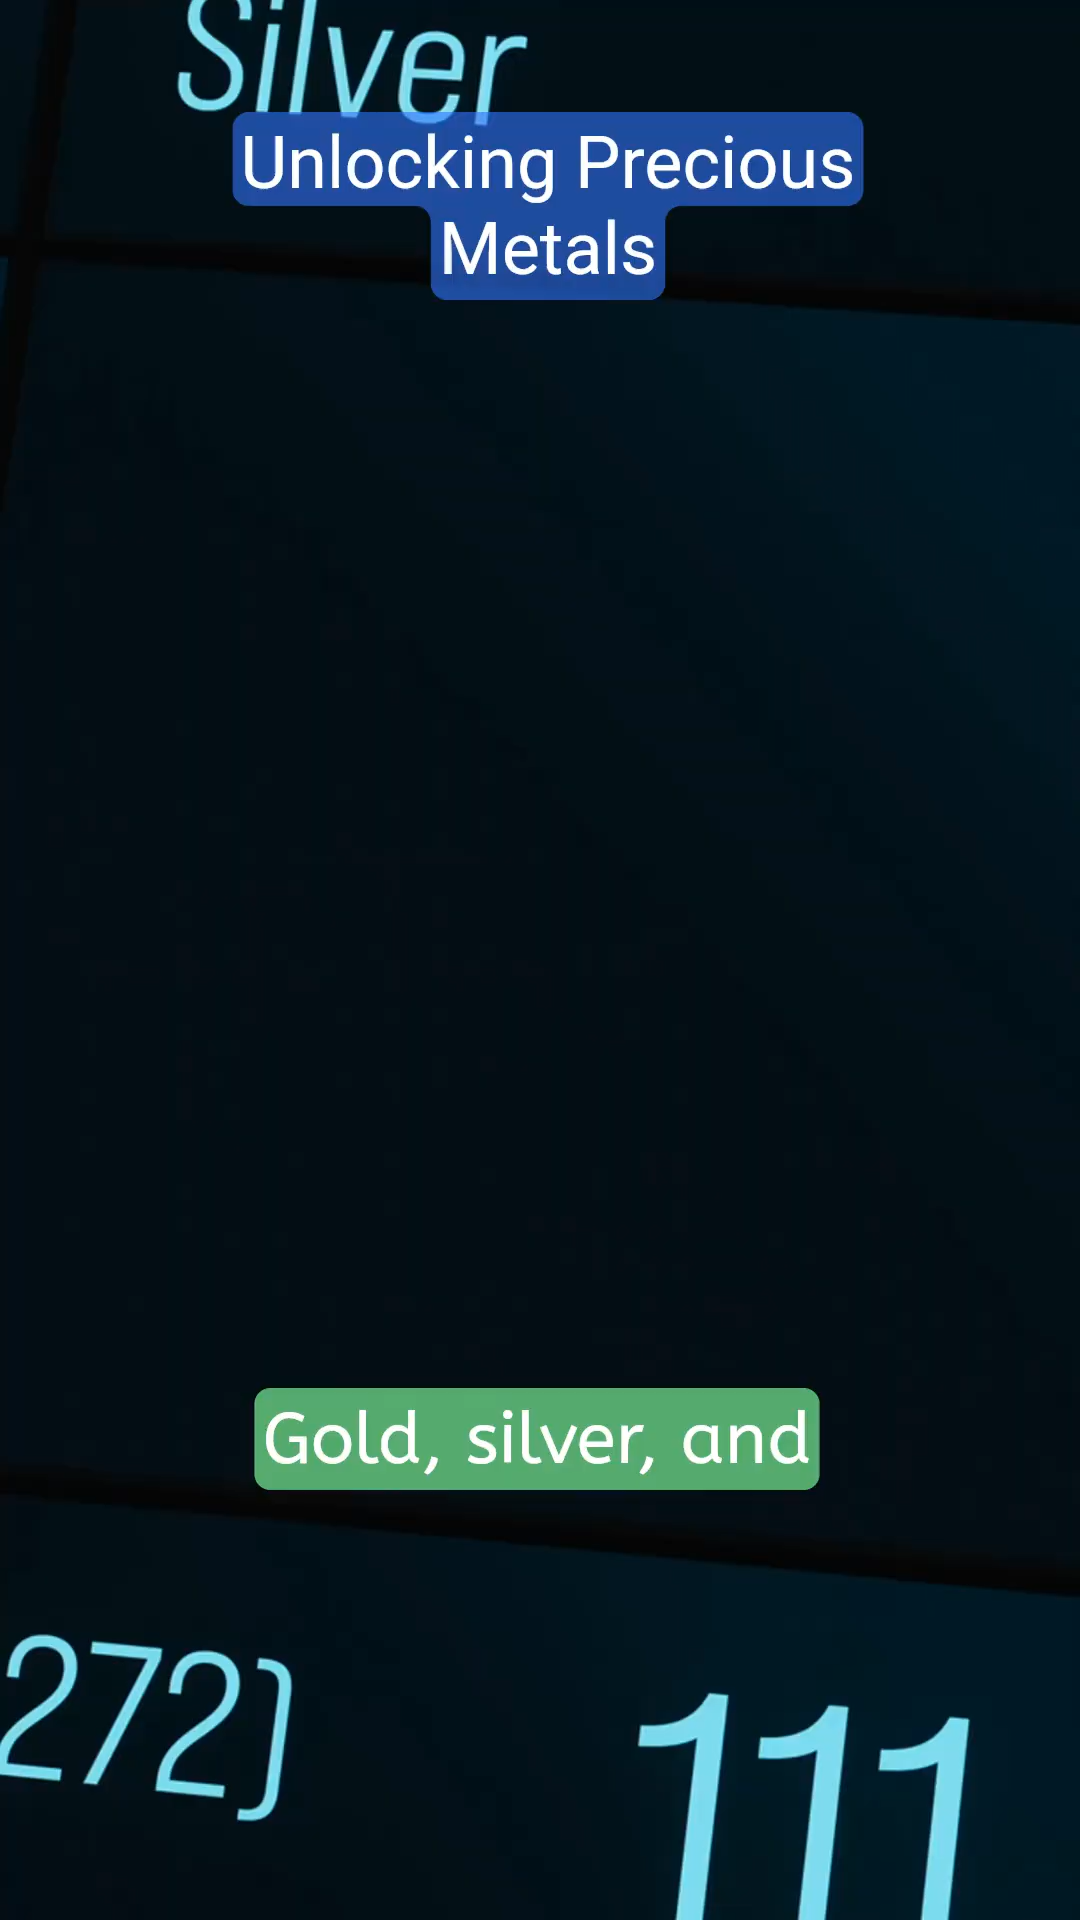 Silver
Unlocking Precious
Metals
Gold, silver, and
272)
111